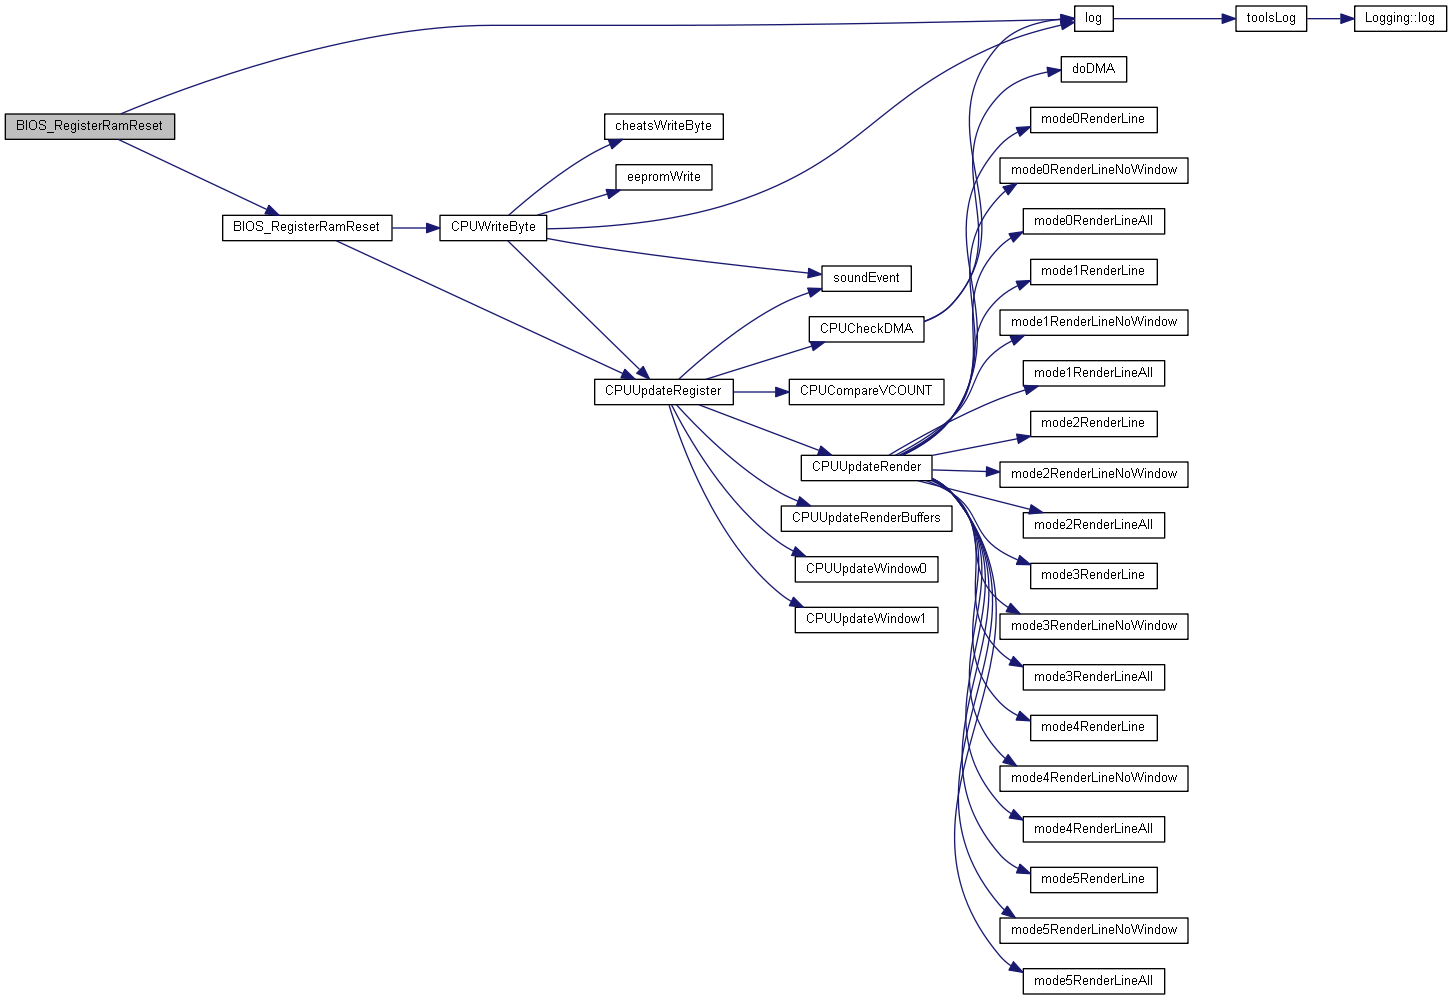 log
toolsLog
Logging::log
doDMA
BIOS_RegisterRamReset
cheatsWriteByte
mode0RenderLine
eepromWrite
mode0RenderLineNoWindow
BIOS_RegisterRamReset
CPUWriteByte
mode0RenderLineAll
soundEvent
mode1RenderLine
CPUCheckDMA
mode1RenderLineNoWindow
mode1RenderLineAll
CPUUpdateRegister
CPUCompareVCOUNT
mode2RenderLine
CPUUpdateRender
mode2RenderLineNoWindow
CPUUpdateRenderBuffers
mode2RenderLineAll
CPUUpdateWindow0
mode3RenderLine
CPUUpdateWindow1
mode3RenderLineNoWindow
mode3RenderLineAll
mode4RenderLine
mode4RenderLineNoWindow
mode4RenderLineAll
mode5RenderLine
mode5RenderLineNoWindow
mode5RenderLineAll